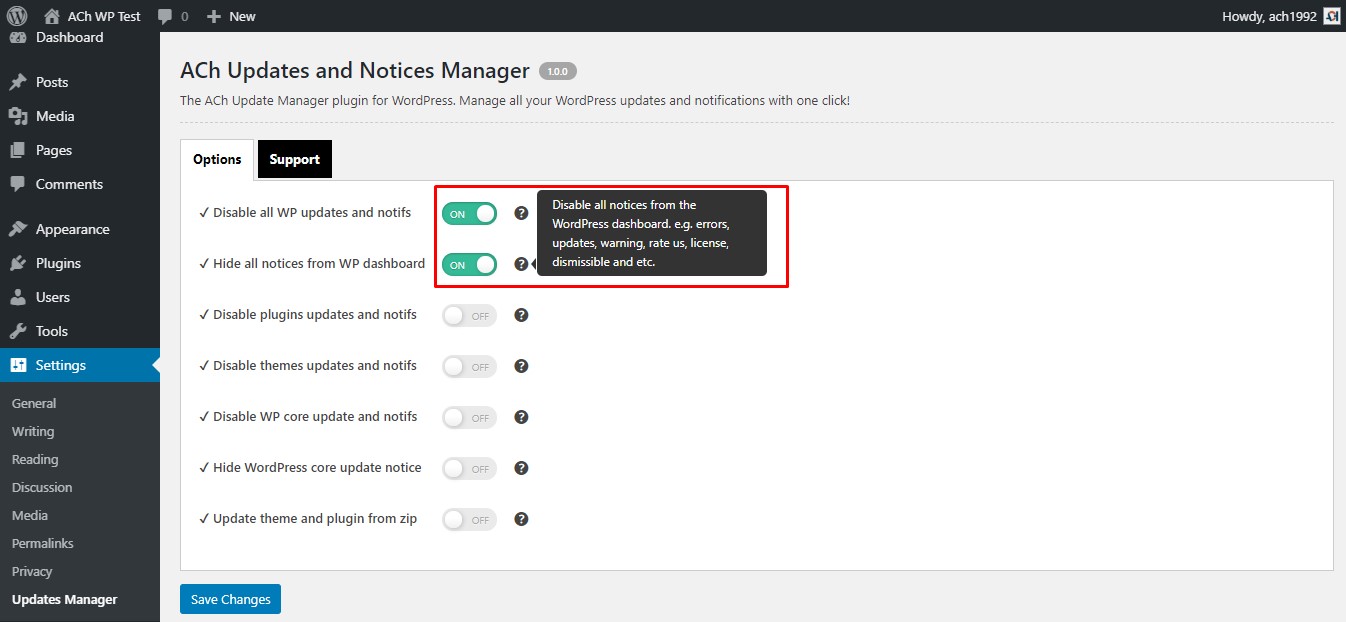 ACh WP Test 0 New Howdy, ach1992
Dashboard
Posts
Media
Pages
Comments
Appearance
Plugins
Users
Tools
Settings
General
Writing
Reading
Discussion
Media
Permalinks
Privacy
Updates Manager
ACh Updates and Notices Manager 1.0.0
The ACh Update Manager plugin for WordPress. Manage all your WordPress updates and notifications with one click!
Options Support
✓ Disable all WP updates and notifs ON ?
✓ Hide all notices from WP dashboard ON ?
Disable all notices from the
WordPress dashboard. e.g. errors,
updates, warning, rate us, license,
dismissible and etc.
✓ Disable plugins updates and notifs OFF ?
✓ Disable themes updates and notifs OFF ?
✓ Disable WP core update and notifs OFF ?
✓ Hide WordPress core update notice OFF ?
✓ Update theme and plugin from zip OFF ?
Save Changes